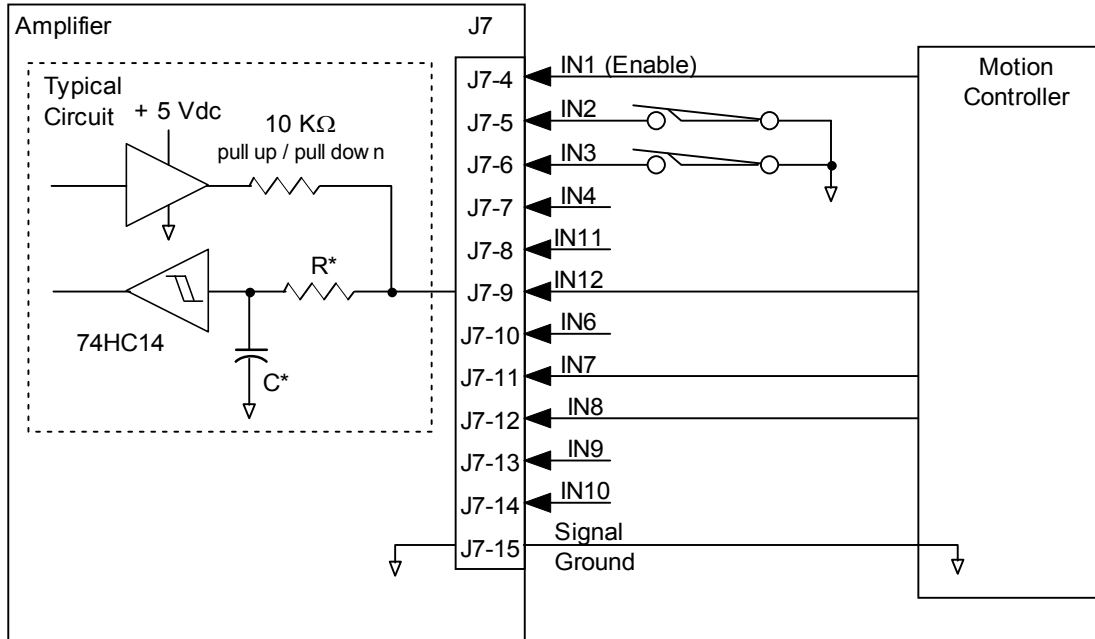 Amplifier
J7
Typical
Circuit
+ 5 Vdc
10 KΩ
pull up / pull down
R*
74HC14
C*
J7-4
J7-5
J7-6
J7-7
J7-8
J7-9
J7-10
J7-11
J7-12
J7-13
J7-14
J7-15
IN1 (Enable)
IN2
IN3
IN4
IN11
IN12
IN6
IN7
IN8
IN9
IN10
Signal
Ground
Motion
Controller